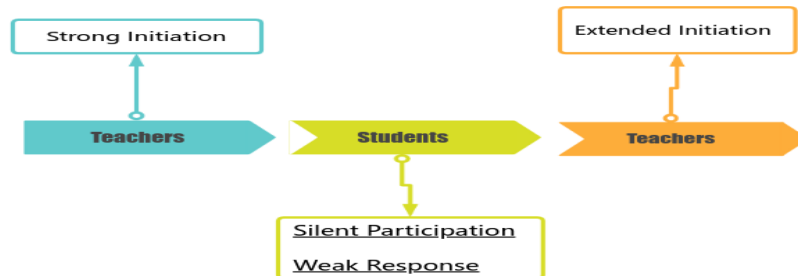 Strong Initiation
Extended Initiation
Teachers
Students
Teachers
Silent Participation
Weak Response